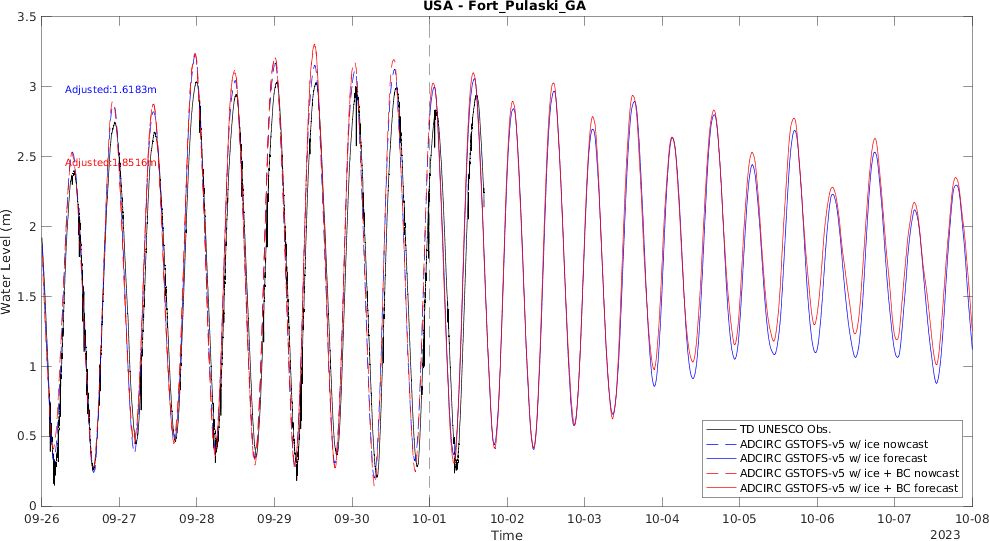 USA - Fort_Pulaski_GA
3.5
3
2.5
2
1.5
1
0.5
0
Water Level (m)
Adjusted:1.6183m
Adjusted:1.8516m
TD UNESCO Obs.
ADCIRC GSTOFS-v5 w/ ice nowcast
ADCIRC GSTOFS-v5 w/ ice forecast
ADCIRC GSTOFS-v5 w/ ice + BC nowcast
ADCIRC GSTOFS-v5 w/ ice + BC forecast
09-26 09-27 09-28 09-29 09-30 10-01 10-02 10-03 10-04 10-05 10-06 10-07 10-08
Time
2023